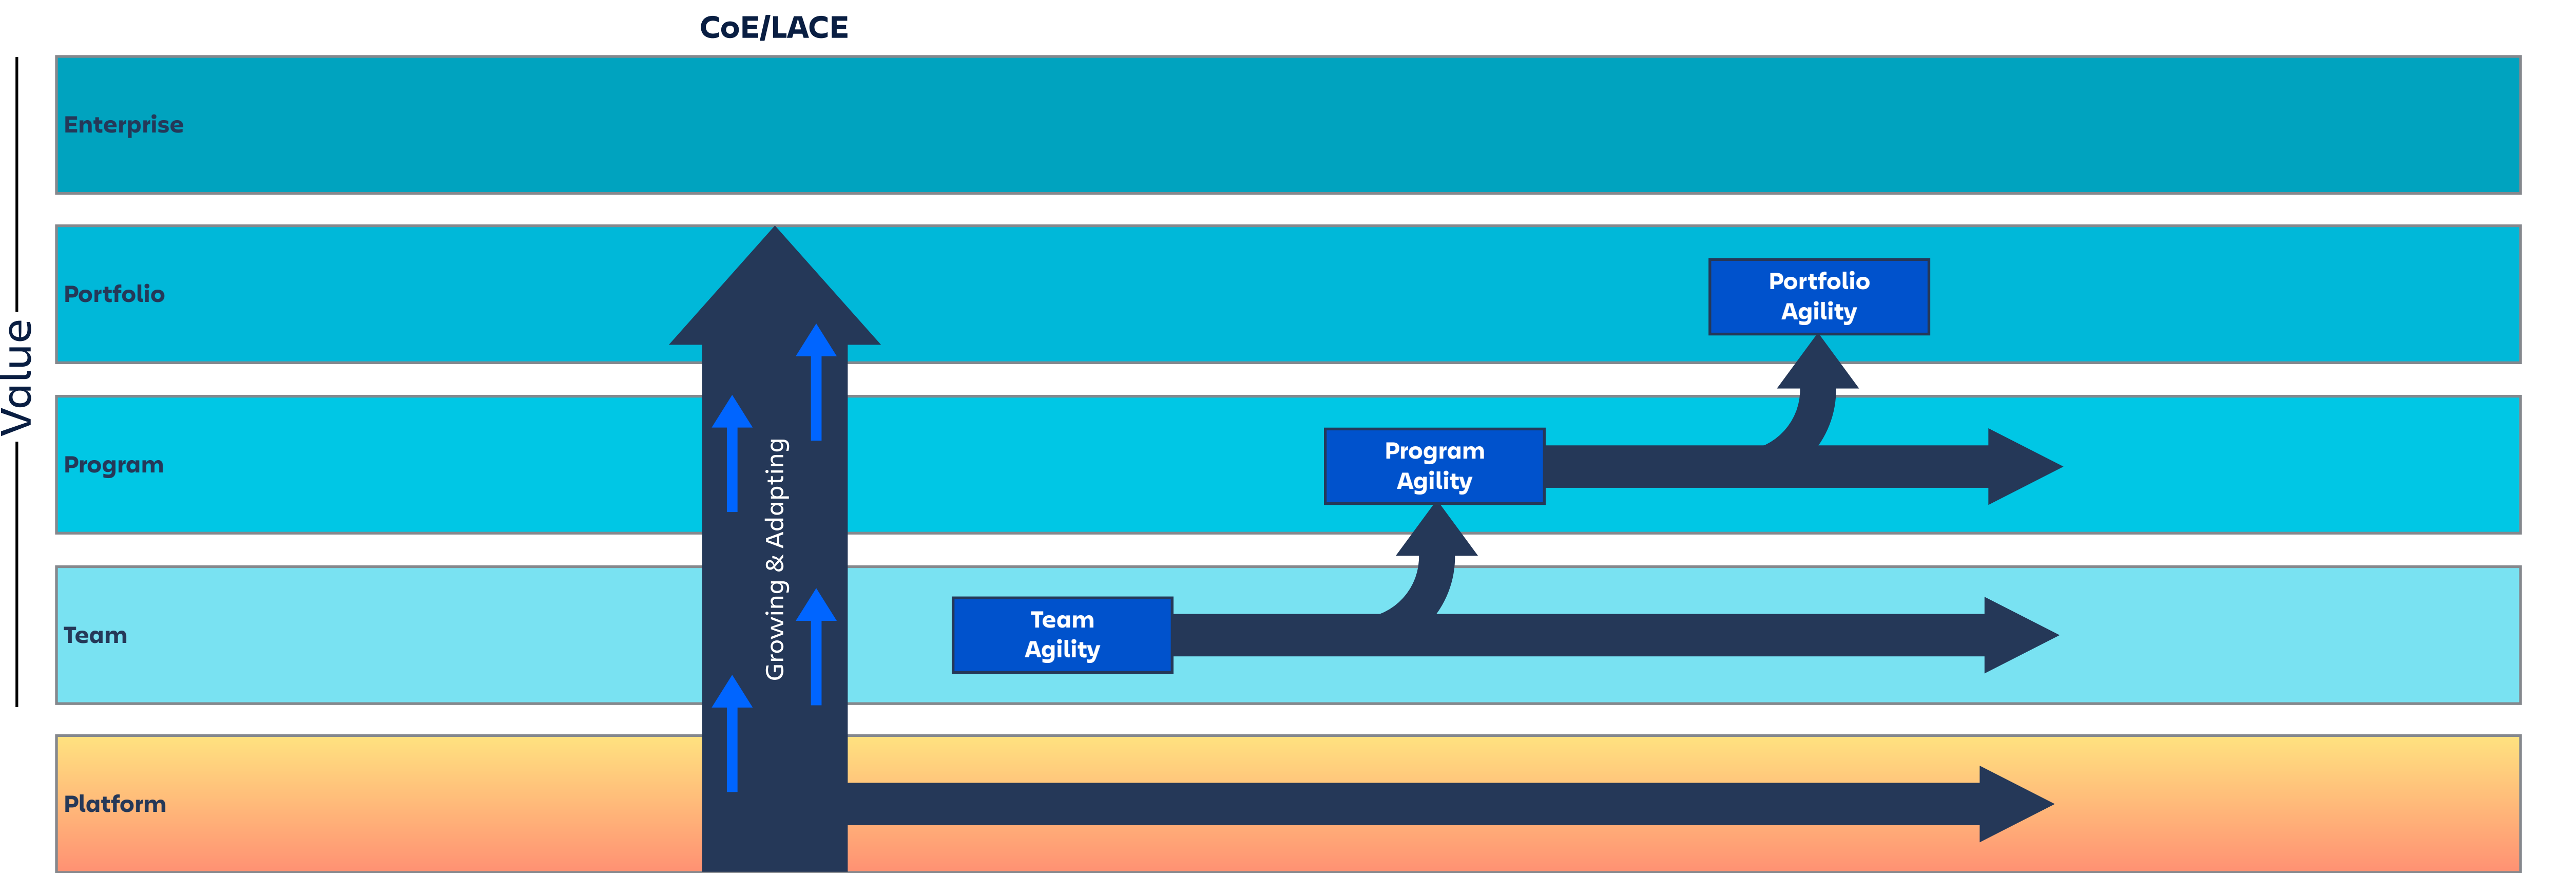 CoE/LACE
Value
Enterprise
Portfolio
Portfolio
Agility
Program
Program
Agility
Growing & Adapting
Team
Team
Agility
Platform